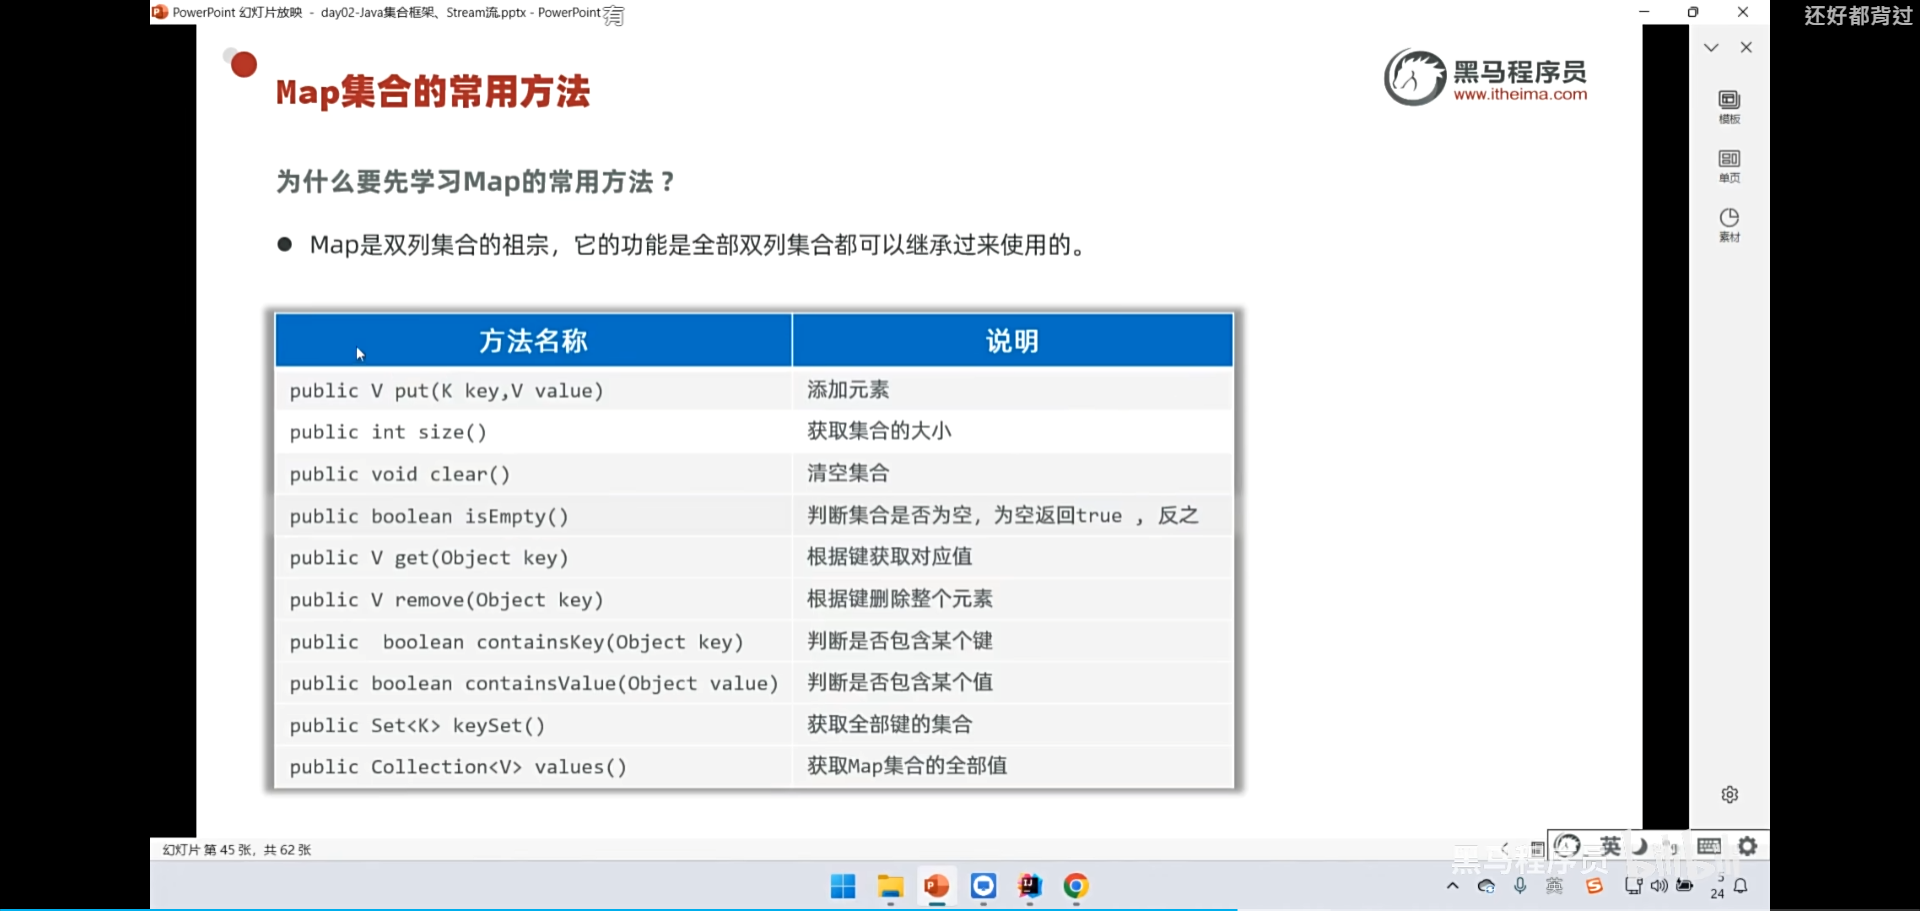 PowerPoint 幻灯片放映 - day02-Java集合框架、Stream流.pptx - PowerPoint
有
还好都背过
Map集合的常用方法
黑马程序员
www.itheima.com
模板
单页
素材
为什么要先学习Map的常用方法？
● Map是双列集合的祖宗，它的功能是全部双列集合都可以继承过来使用的。
方法名称 说明
public V put(K key,V value) 添加元素
public int size() 获取集合的大小
public void clear() 清空集合
public boolean isEmpty() 判断集合是否为空，为空返回true , 反之
public V get(Object key) 根据键获取对应值
public V remove(Object key) 根据键删除整个元素
public  boolean containsKey(Object key) 判断是否包含某个键
public boolean containsValue(Object value) 判断是否包含某个值
public Set<K> keySet() 获取全部键的集合
public Collection<V> values() 获取Map集合的全部值
幻灯片 第 45 张，共 62 张
英
黑马程序员 bilibili
英
24